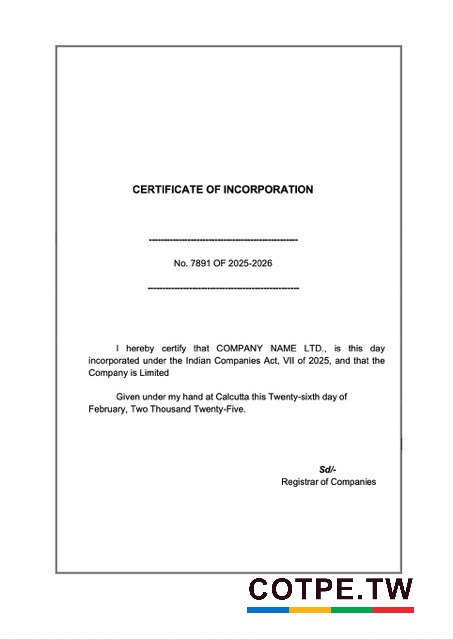 CERTIFICATE OF INCORPORATION
--------------------------------------------------
No. 7891 OF 2025-2026
---------------------------------------------------
I hereby certify that COMPANY NAME LTD., is this day
incorporated under the Indian Companies Act, VII of 2025, and that the
Company is Limited
Given under my hand at Calcutta this Twenty-sixth day of
February, Two Thousand Twenty-Five.
Sd/-
Registrar of Companies
COTPE.TW